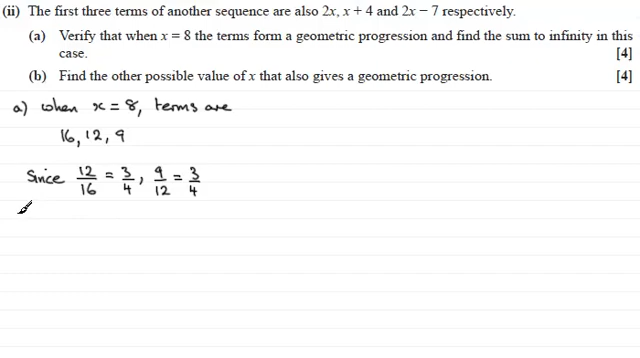 (ii) The first three terms of another sequence are also 2x, x + 4 and 2x − 7 respectively.
(a) Verify that when x = 8 the terms form a geometric progression and find the sum to infinity in this
case. [4]
(b) Find the other possible value of x that also gives a geometric progression. [4]
a) when x = 8, terms are
16, 12, 9
Since 12/16 = 3/4, 9/12 = 3/4